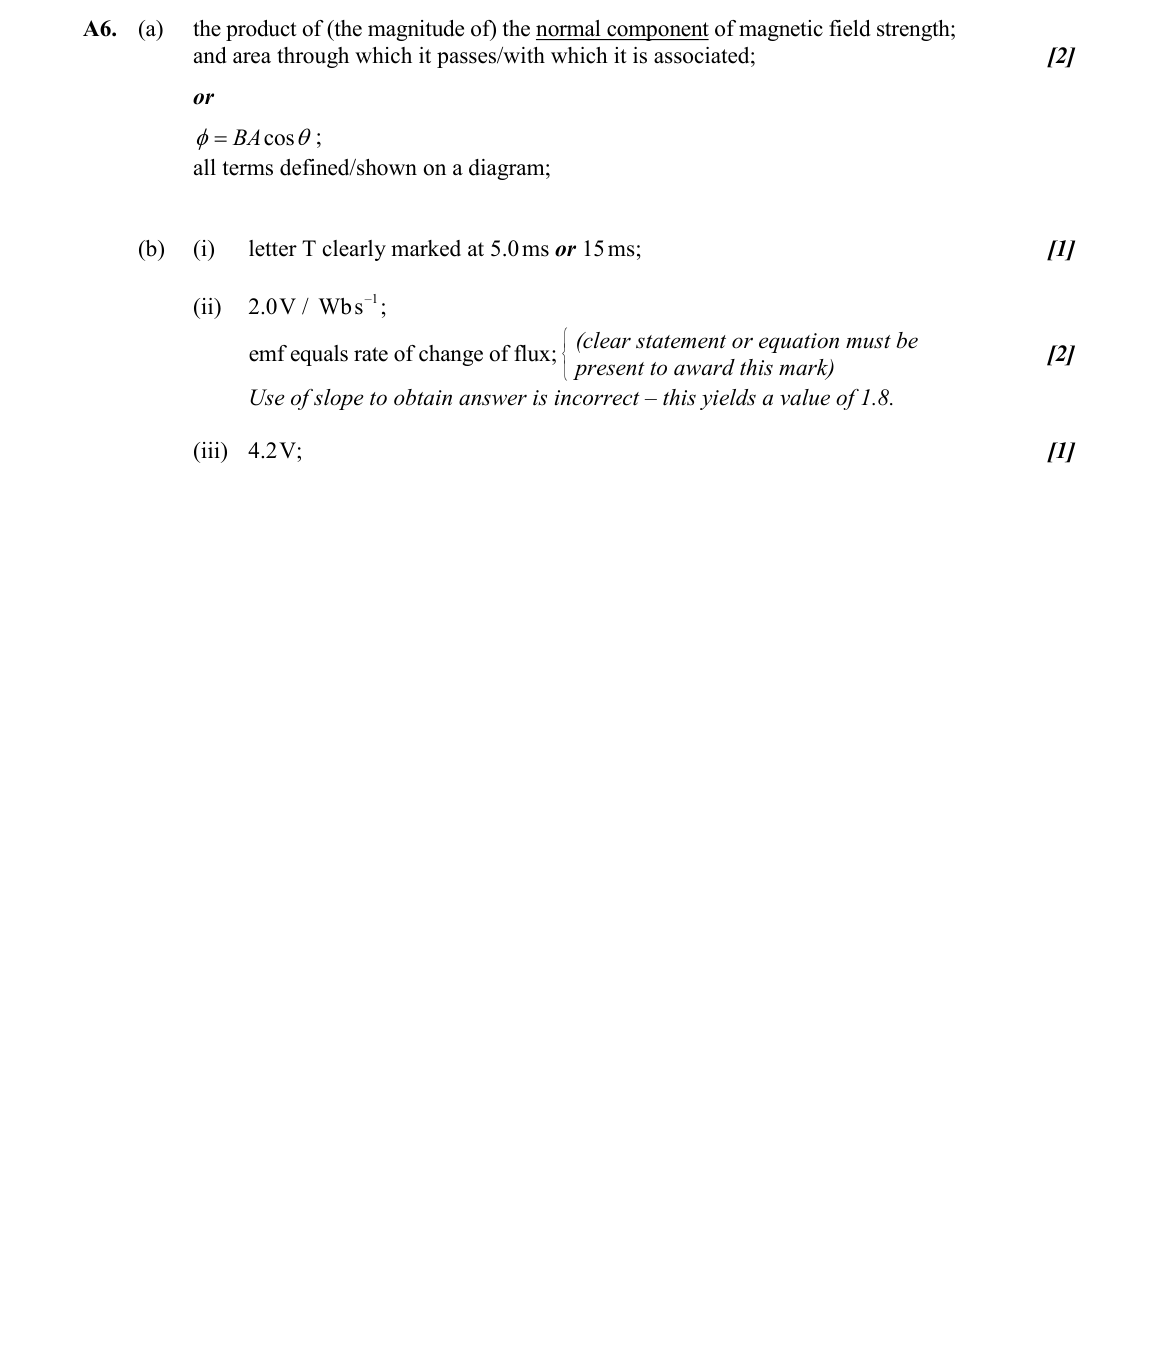 A6. (a) the product of (the magnitude of) the normal component of magnetic field strength;
and area through which it passes/with which it is associated; [2]
or
ϕ = BA cos θ ;
all terms defined/shown on a diagram;
(b) (i) letter T clearly marked at 5.0 ms or 15 ms; [1]
(ii) 2.0 V / Wb s⁻¹ ;
emf equals rate of change of flux; { (clear statement or equation must be
present to award this mark) [2]
Use of slope to obtain answer is incorrect – this yields a value of 1.8.
(iii) 4.2 V; [1]